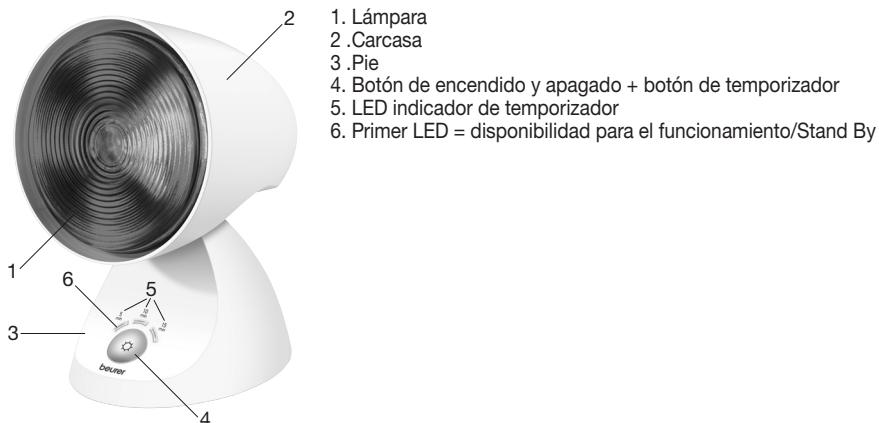 2
1. Lámpara
2 .Carcasa
3 .Pie
4. Botón de encendido y apagado + botón de temporizador
5. LED indicador de temporizador
6. Primer LED = disponibilidad para el funcionamiento/Stand By
1
6
5
3
beurer
4